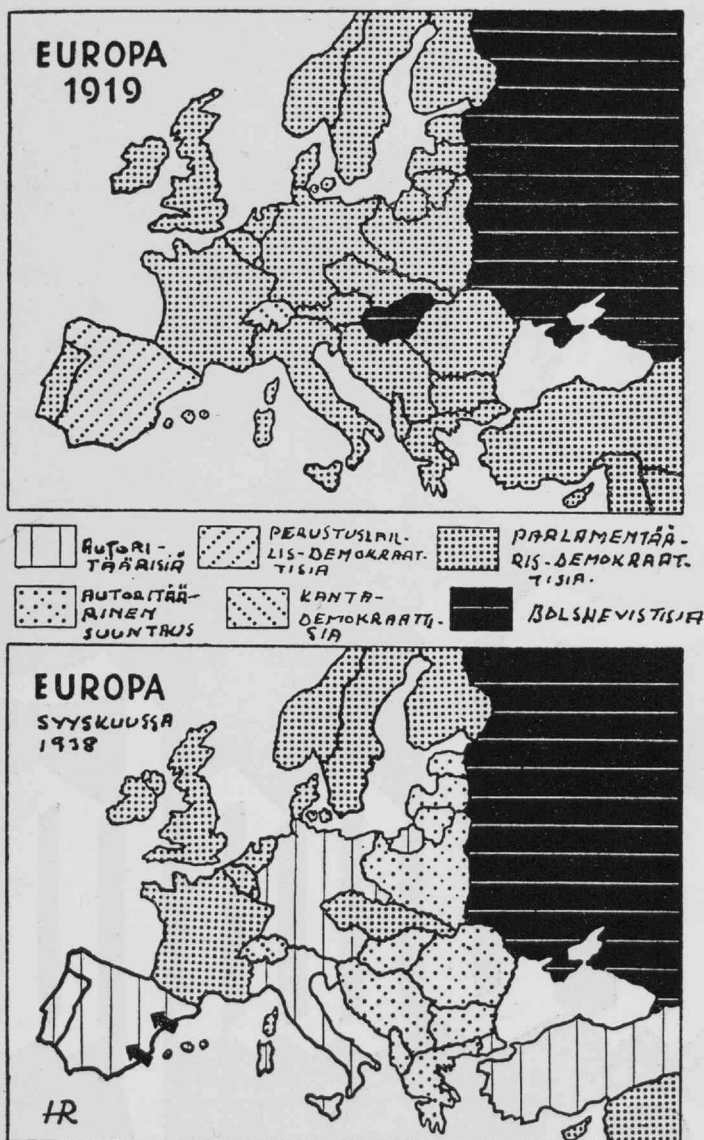 EUROPA
1919
AUTORI-
TÄÄRISIÄ
PERUSTUSLAIL-
LIS-DEMOKRAAT-
TISIA
PARLAMENTÄÄ-
RIS-DEMOKRAAT-
TISIA.
AUTORITÄÄ-
RINEN
SUUNTAUS
KANTA-
DEMOKRAATTI-
SIA
BOLSHEVISTISIA
EUROPA
SYYSKUUSSA
1938
HR